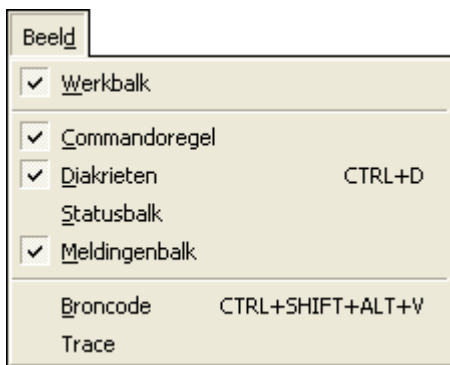 Beeld
Werkbalk
Commandoregel
Diakrieten CTRL+D
Statusbalk
Meldingenbalk
Broncode CTRL+SHIFT+ALT+V
Trace